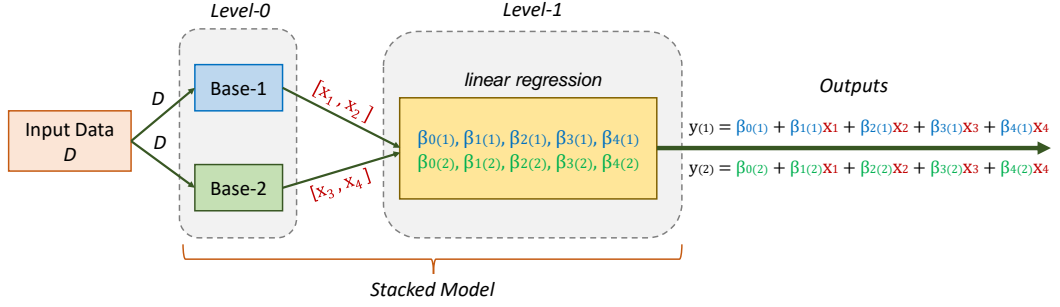 Level-0
Level-1
Input Data
D
D
D
Base-1
Base-2
[x1 , x2]
[x3 , x4]
linear regression
β0(1), β1(1), β2(1), β3(1), β4(1)
β0(2), β1(2), β2(2), β3(2), β4(2)
Outputs
y(1) = β0(1) + β1(1)x1 + β2(1)x2 + β3(1)x3 + β4(1)x4
y(2) = β0(2) + β1(2)x1 + β2(2)x2 + β3(2)x3 + β4(2)x4
Stacked Model